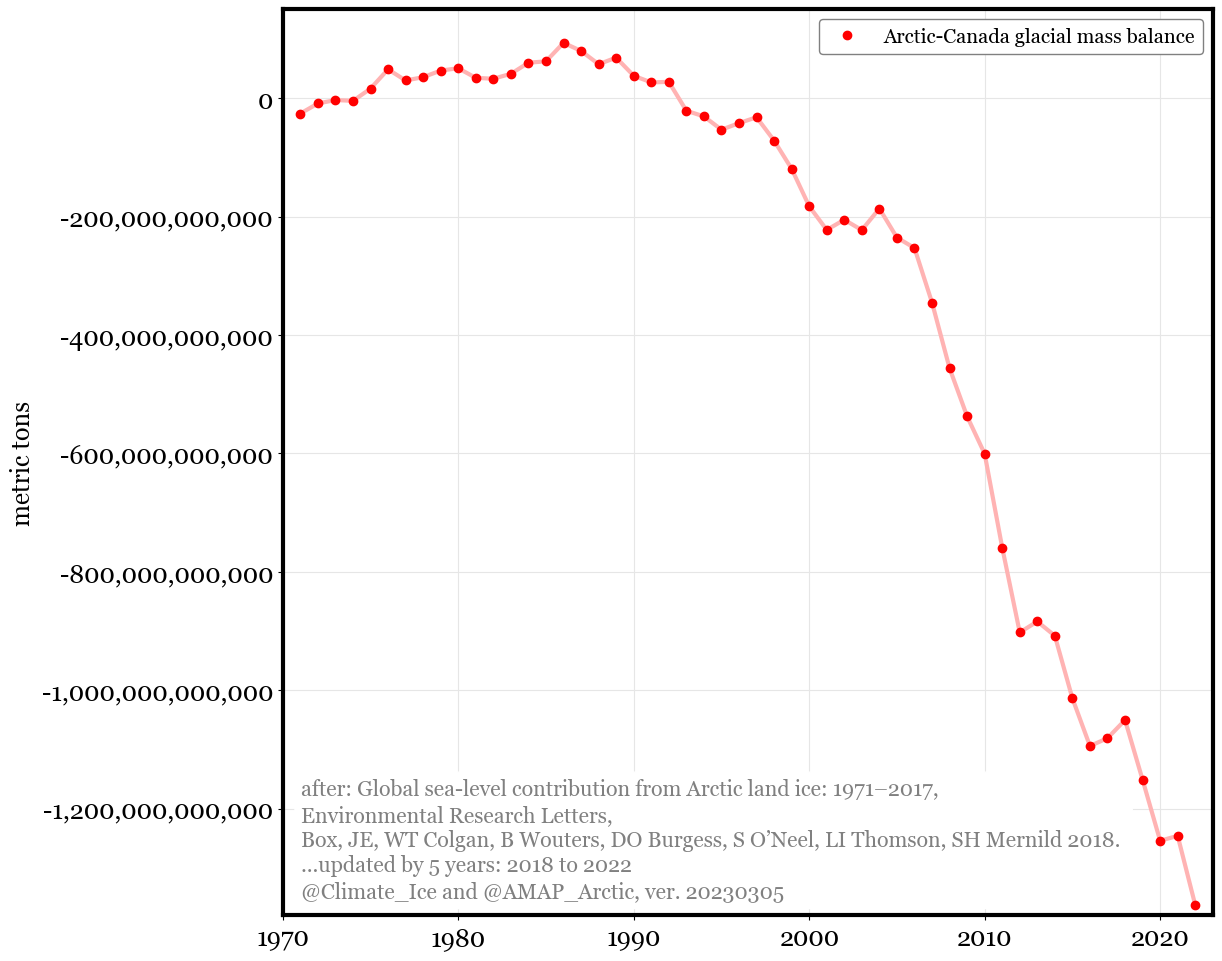 Arctic-Canada glacial mass balance
0
-200,000,000,000
-400,000,000,000
-600,000,000,000
-800,000,000,000
-1,000,000,000,000
-1,200,000,000,000
metric tons
after: Global sea-level contribution from Arctic land ice: 1971–2017,
Environmental Research Letters,
Box, JE, WT Colgan, B Wouters, DO Burgess, S O’Neel, LI Thomson, SH Mernild 2018.
...updated by 5 years: 2018 to 2022
@Climate_Ice and @AMAP_Arctic, ver. 20230305
1970 1980 1990 2000 2010 2020